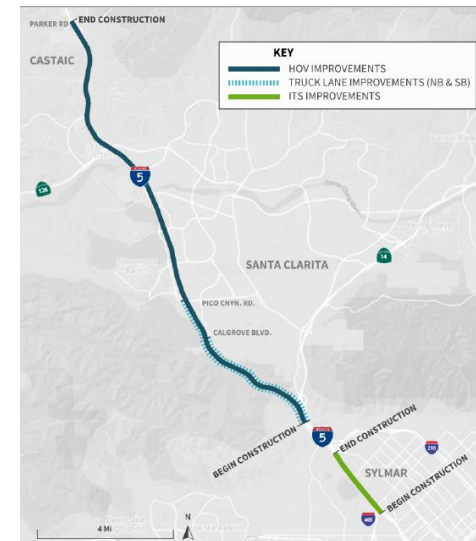 PARKER RD
END CONSTRUCTION
CASTAIC
KEY
HOV IMPROVEMENTS
TRUCK LANE IMPROVEMENTS (NB & SB)
ITS IMPROVEMENTS
5
126
14
SANTA CLARITA
PICO CNYN. RD.
CALGROVE BLVD.
BEGIN CONSTRUCTION
5
END CONSTRUCTION
210
SYLMAR
BEGIN CONSTRUCTION
405
4 Mi
N